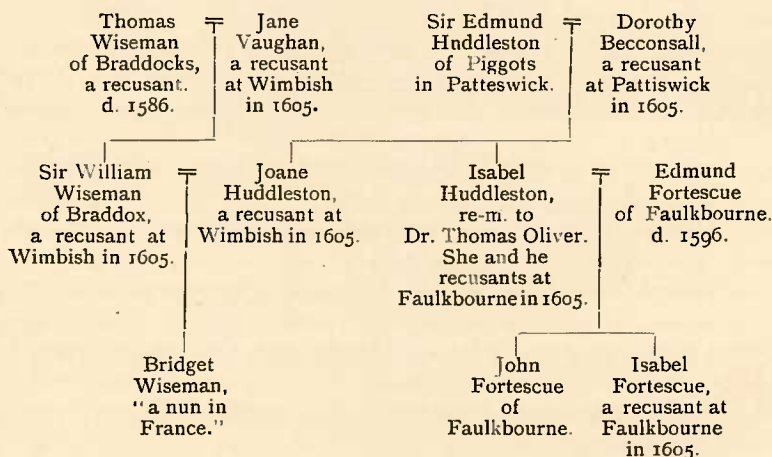 Thomas
Wiseman
of Braddocks,
a recusant.
d. 1586.
Jane
Vaughan,
a recusant
at Wimbish
in 1605.
Sir Edmund
Hnddleston
of Piggots
in Patteswick.
Dorothy
Becconsall,
a recusant
at Pattiswick
in 1605.
Sir William
Wiseman
of Braddox,
a recusant at
Wimbish in 1605.
Joane
Huddleston,
a recusant at
Wimbish in 1605.
Isabel
Huddleston,
re-m. to
Dr. Thomas Oliver.
She and he
recusants at
Faulkbourne in 1605.
Edmund
Fortescue
of Faulkbourne.
d. 1596.
Bridget
Wiseman,
"a nun in
France."
John
Fortescue
of
Faulkbourne.
Isabel
Fortescue,
a recusant at
Faulkbourne
in 1605.